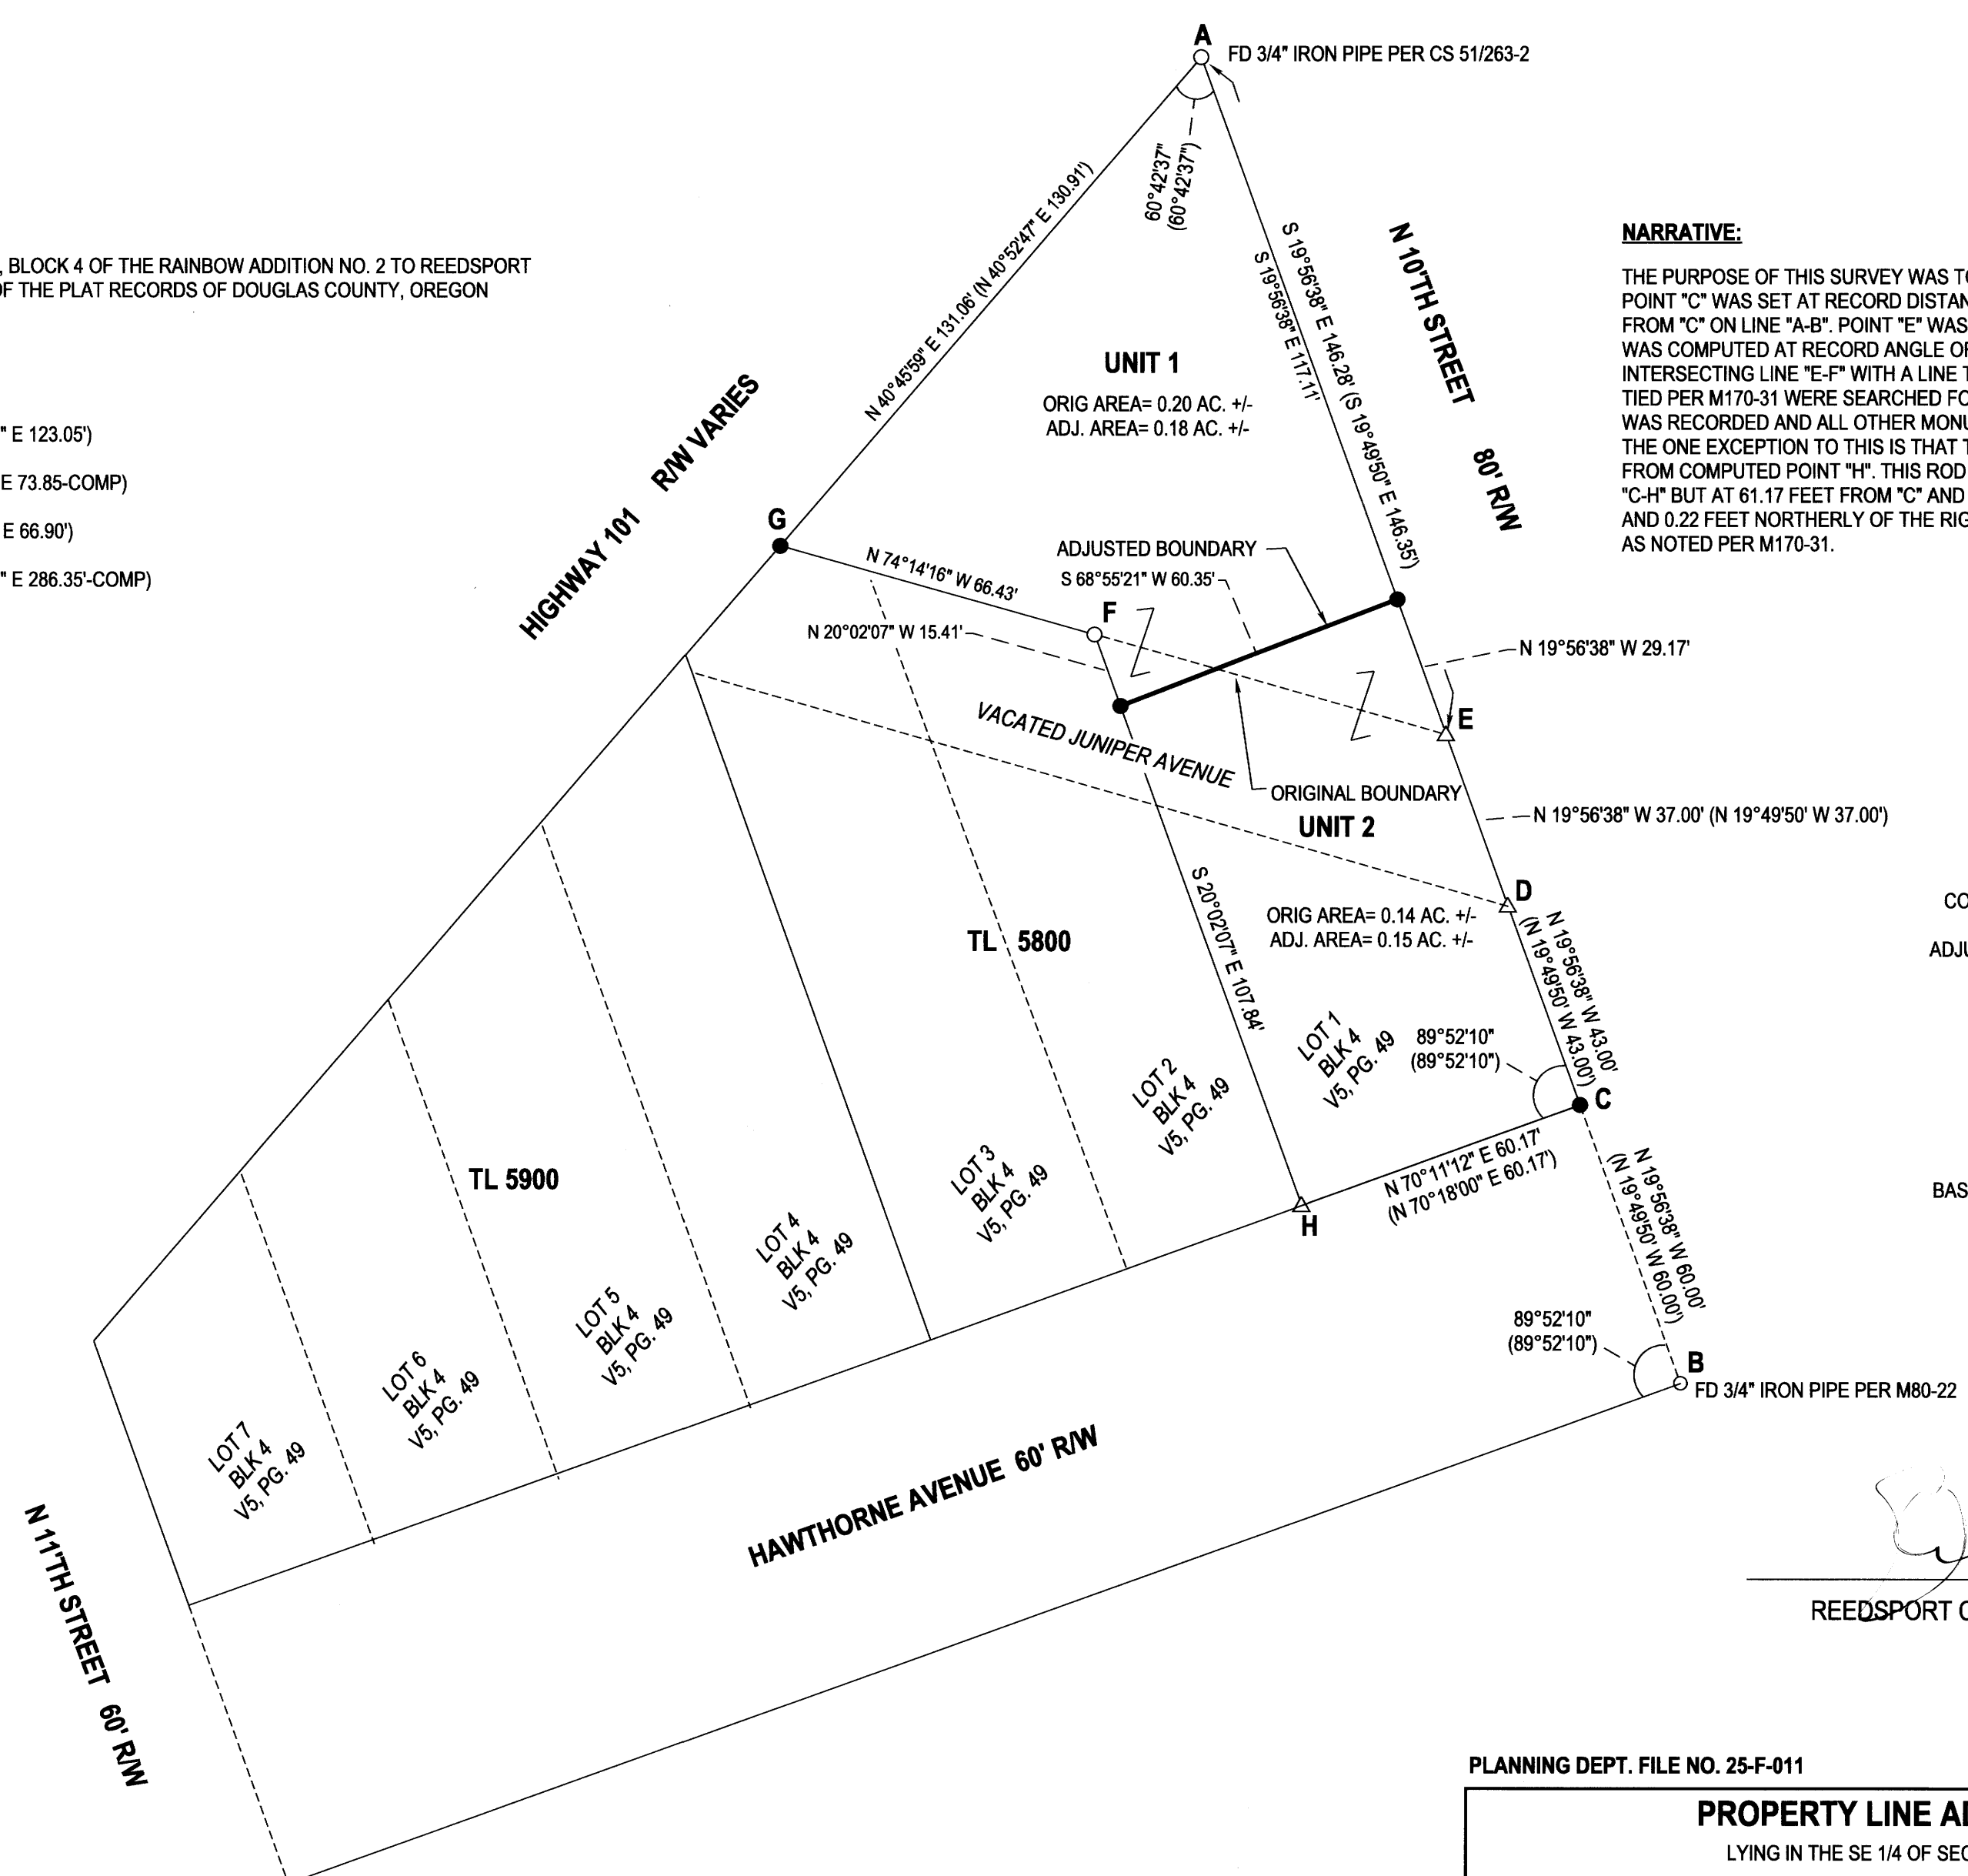 A
FD 3/4" IRON PIPE PER CS 51/263-2
60°42'37"
(60°42'37")
N 40°45'59" E 131.06' (N 40°52'47" E 130.91')
S 19°56'38" E 146.28' (S 19°49'50" E 146.35')
S 19°56'38" E 117.11'
N 10'TH STREET 80' R/W
, BLOCK 4 OF THE RAINBOW ADDITION NO. 2 TO REEDSPORT
OF THE PLAT RECORDS OF DOUGLAS COUNTY, OREGON
" E 123.05')
E 73.85-COMP)
E 66.90')
" E 286.35'-COMP)
NARRATIVE:
THE PURPOSE OF THIS SURVEY WAS TO
POINT "C" WAS SET AT RECORD DISTAN
FROM "C" ON LINE "A-B". POINT "E" WAS
WAS COMPUTED AT RECORD ANGLE OF
INTERSECTING LINE "E-F" WITH A LINE T
TIED PER M170-31 WERE SEARCHED FO
WAS RECORDED AND ALL OTHER MONU
THE ONE EXCEPTION TO THIS IS THAT T
FROM COMPUTED POINT "H". THIS ROD
"C-H" BUT AT 61.17 FEET FROM "C" AND
AND 0.22 FEET NORTHERLY OF THE RIG
AS NOTED PER M170-31.
UNIT 1
ORIG AREA= 0.20 AC. +/-
ADJ. AREA= 0.18 AC. +/-
HIGHWAY 101 R/W VARIES
G
N 74°14'16" W 66.43'
ADJUSTED BOUNDARY
S 68°55'21" W 60.35'
F
N 20°02'07" W 15.41'
N 19°56'38" W 29.17'
E
VACATED JUNIPER AVENUE
ORIGINAL BOUNDARY
N 19°56'38" W 37.00' (N 19°49'50' W 37.00')
UNIT 2
D
ORIG AREA= 0.14 AC. +/-
ADJ. AREA= 0.15 AC. +/-
S 20°02'07" E 107.84'
N 19°56'38" W 43.00'
(N 19°49'50' W 43.00')
CO
ADJU
TL 5800
89°52'10"
(89°52'10")
C
LOT 1
BLK 4
V5, PG. 49
LOT 2
BLK 4
V5, PG. 49
LOT 3
BLK 4
V5, PG. 49
LOT 4
BLK 4
V5, PG. 49
LOT 5
BLK 4
V5, PG. 49
LOT 6
BLK 4
V5, PG. 49
LOT 7
BLK 4
V5, PG. 49
TL 5900
N 70°11'12" E 60.17'
(N 70°18'00" E 60.17')
H
N 19°56'38" W 60.00'
(N 19°49'50' W 60.00')
BAS
89°52'10"
(89°52'10")
B
FD 3/4" IRON PIPE PER M80-22
HAWTHORNE AVENUE 60' R/W
N 11'TH STREET 60' R/W
REEDSPORT C
PLANNING DEPT. FILE NO. 25-F-011
PROPERTY LINE AD
LYING IN THE SE 1/4 OF SEC